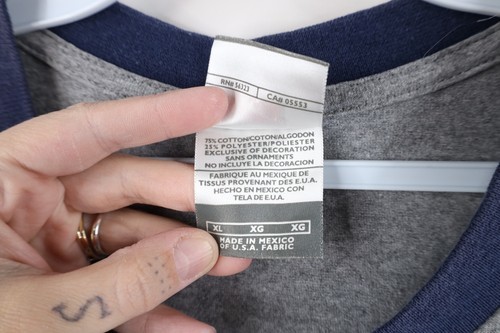 RN# 56323 CA# 05553
75% COTTON/COTON/ALGODON
25% POLYESTER/POLIESTER
EXCLUSIVE OF DECORATION
SANS ORNAMENTS
NO INCLUYE LA DECORACION
FABRIQUE AU MEXIQUE DE
TISSUS PROVENANT DES E.U.A.
HECHO EN MEXICO CON
TELA DE E.U.A.
XL XG XG
MADE IN MEXICO
OF U.S.A. FABRIC